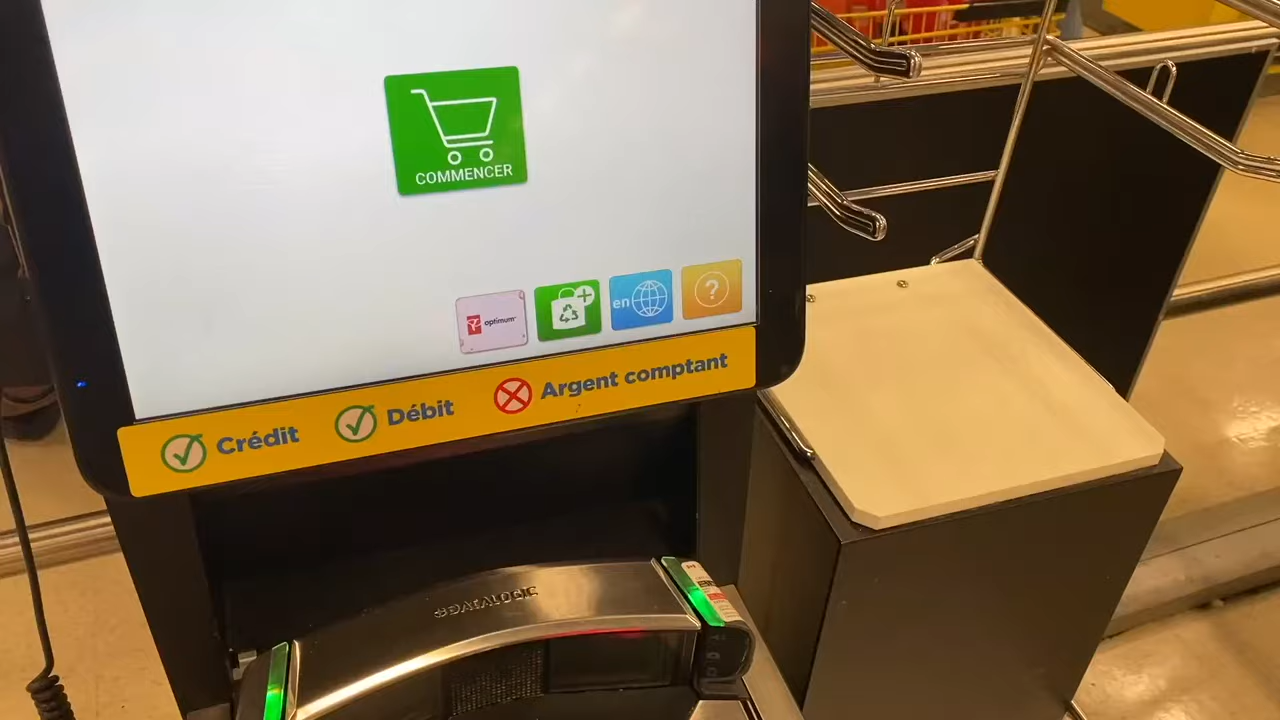 COMMENCER
optimum
en
?
Crédit
Débit
Argent comptant
DATALOGIC